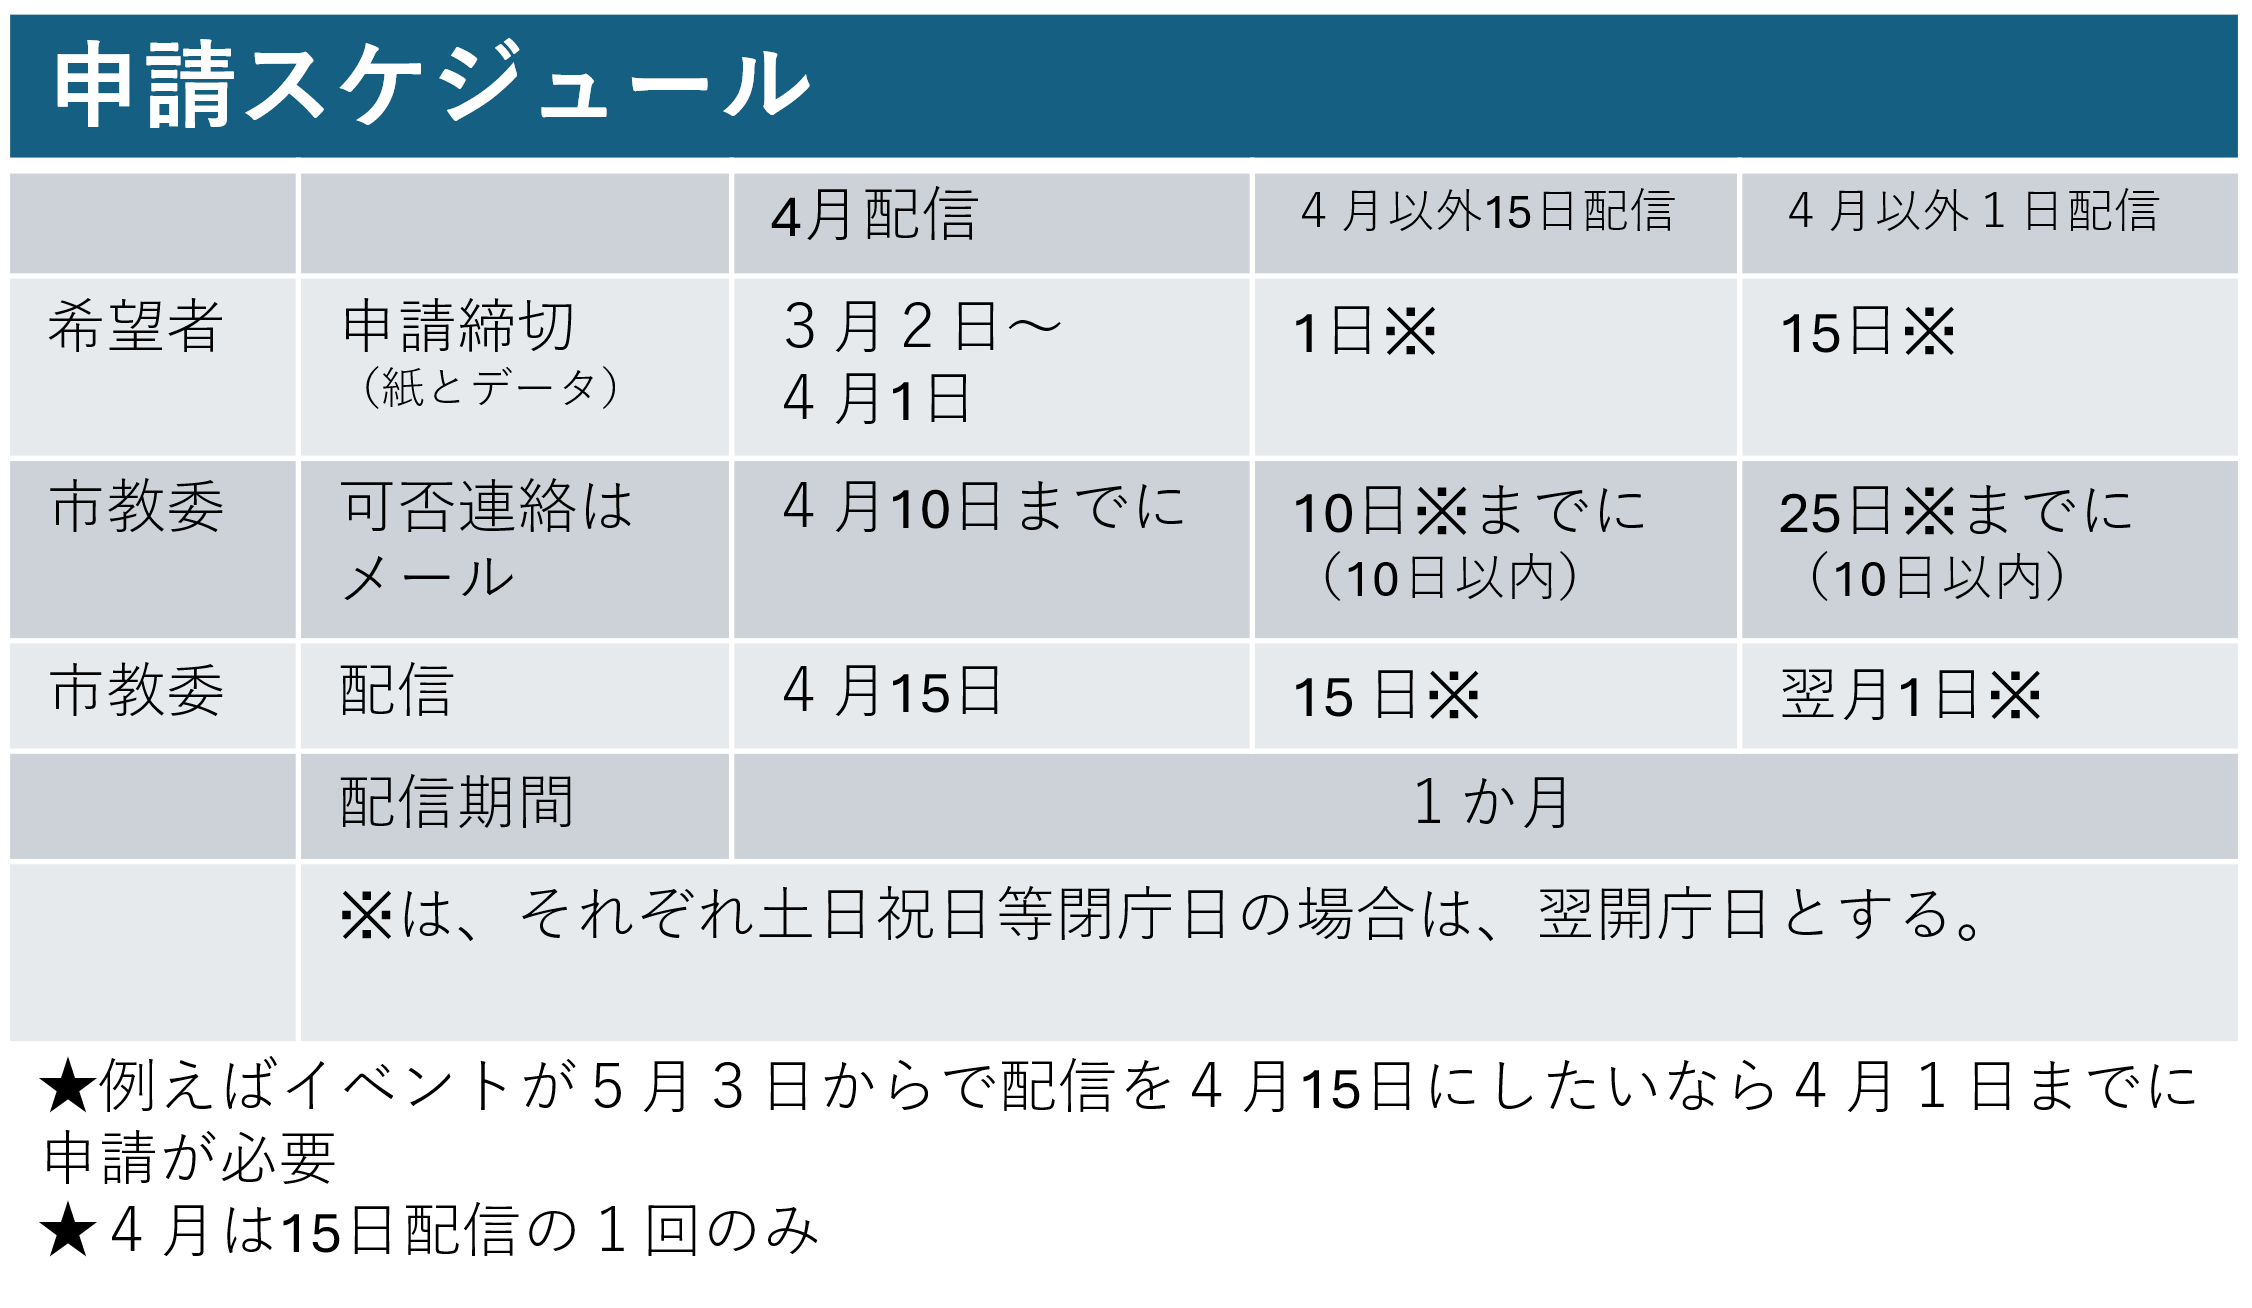 申請スケジュール
4月配信
４月以外15日配信
４月以外１日配信
希望者
申請締切
（紙とデータ）
３月２日～
４月1日
1日※
15日※
市教委
可否連絡は
メール
４月10日までに
10日※までに
（10日以内）
25日※までに
（10日以内）
市教委
配信
４月15日
15日※
翌月1日※
配信期間
１か月
※は、それぞれ土日祝日等閉庁日の場合は、翌開庁日とする。
★例えばイベントが５月３日からで配信を４月15日にしたいなら４月１日までに
申請が必要
★４月は15日配信の１回のみ